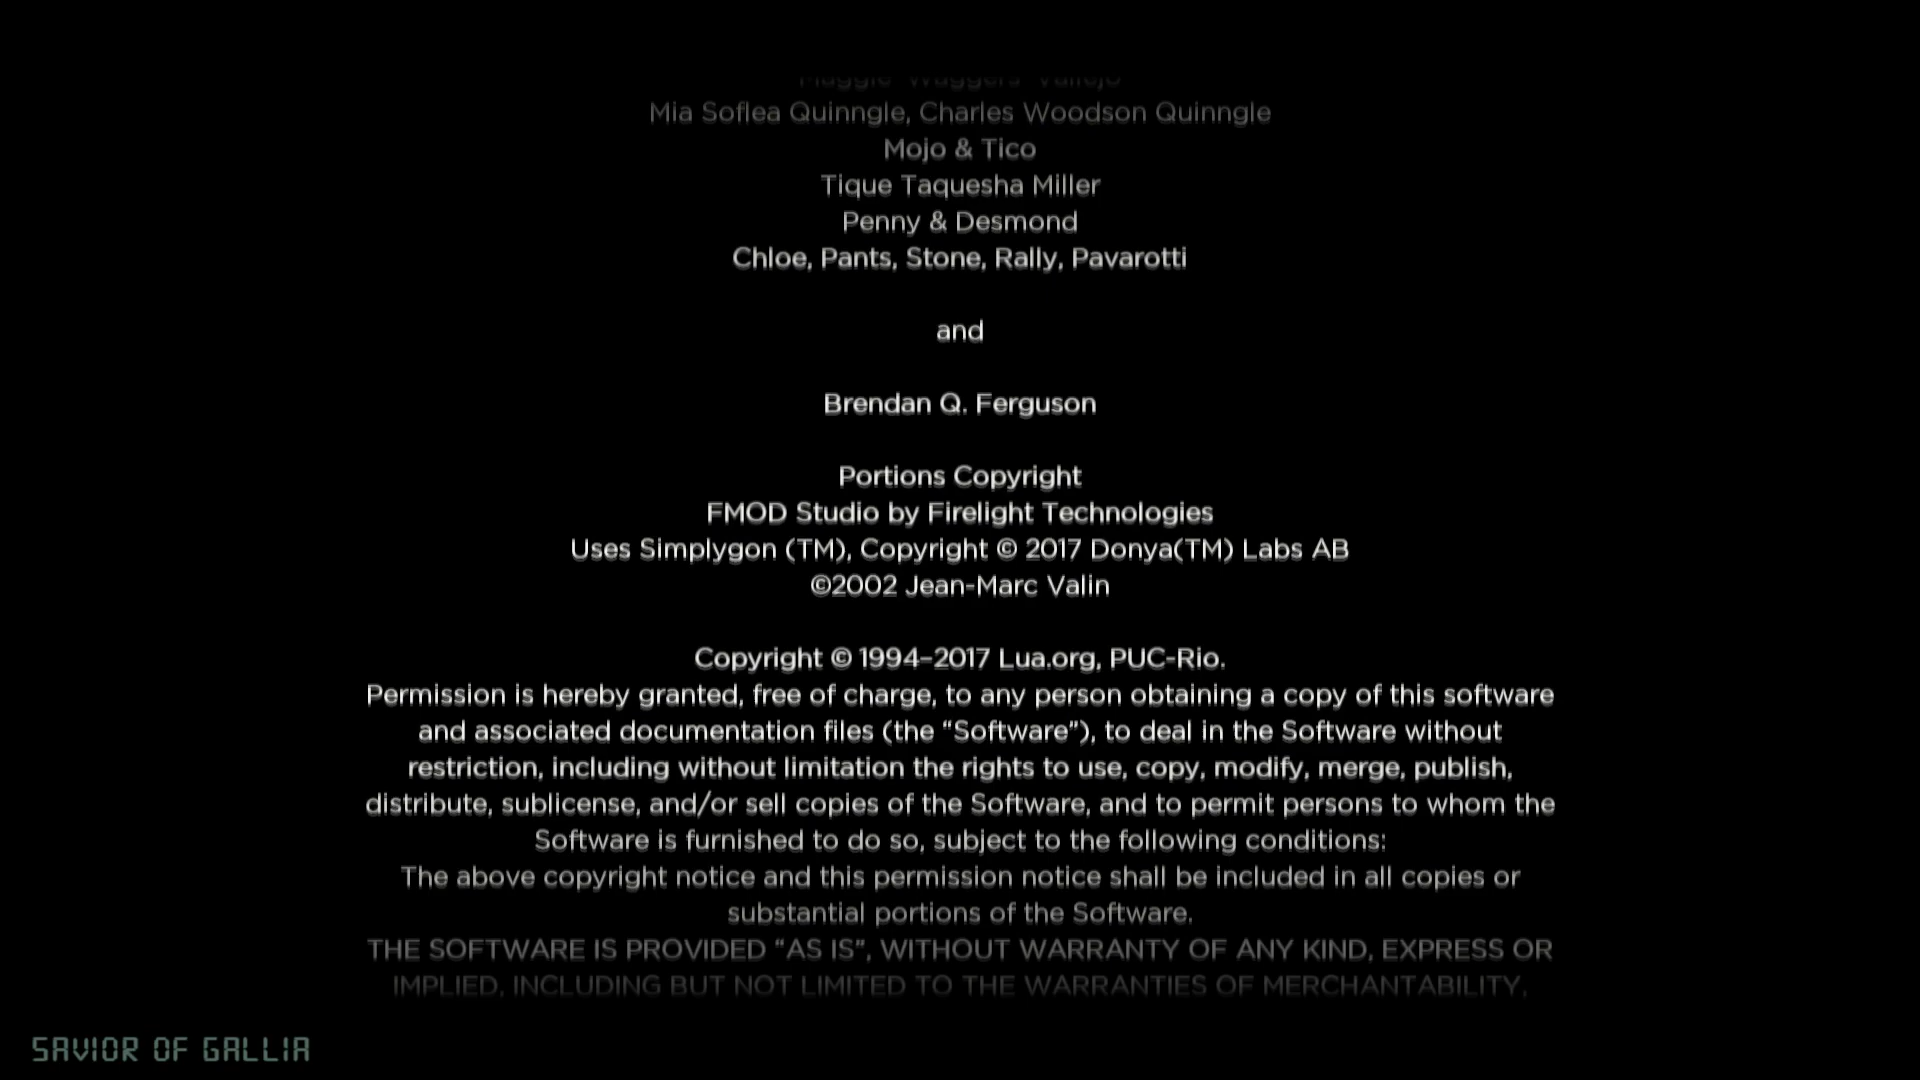 Maggie "Waggers" Vallejo
Mia Soflea Quinngle, Charles Woodson Quinngle
Mojo & Tico
Tique Taquesha Miller
Penny & Desmond
Chloe, Pants, Stone, Rally, Pavarotti
and
Brendan Q. Ferguson
Portions Copyright
FMOD Studio by Firelight Technologies
Uses Simplygon (TM), Copyright © 2017 Donya(TM) Labs AB
©2002 Jean-Marc Valin
Copyright © 1994–2017 Lua.org, PUC-Rio.
Permission is hereby granted, free of charge, to any person obtaining a copy of this software
and associated documentation files (the “Software”), to deal in the Software without
restriction, including without limitation the rights to use, copy, modify, merge, publish,
distribute, sublicense, and/or sell copies of the Software, and to permit persons to whom the
Software is furnished to do so, subject to the following conditions:
The above copyright notice and this permission notice shall be included in all copies or
substantial portions of the Software.
THE SOFTWARE IS PROVIDED “AS IS”, WITHOUT WARRANTY OF ANY KIND, EXPRESS OR
IMPLIED, INCLUDING BUT NOT LIMITED TO THE WARRANTIES OF MERCHANTABILITY,
SAVIOR OF GALLIA